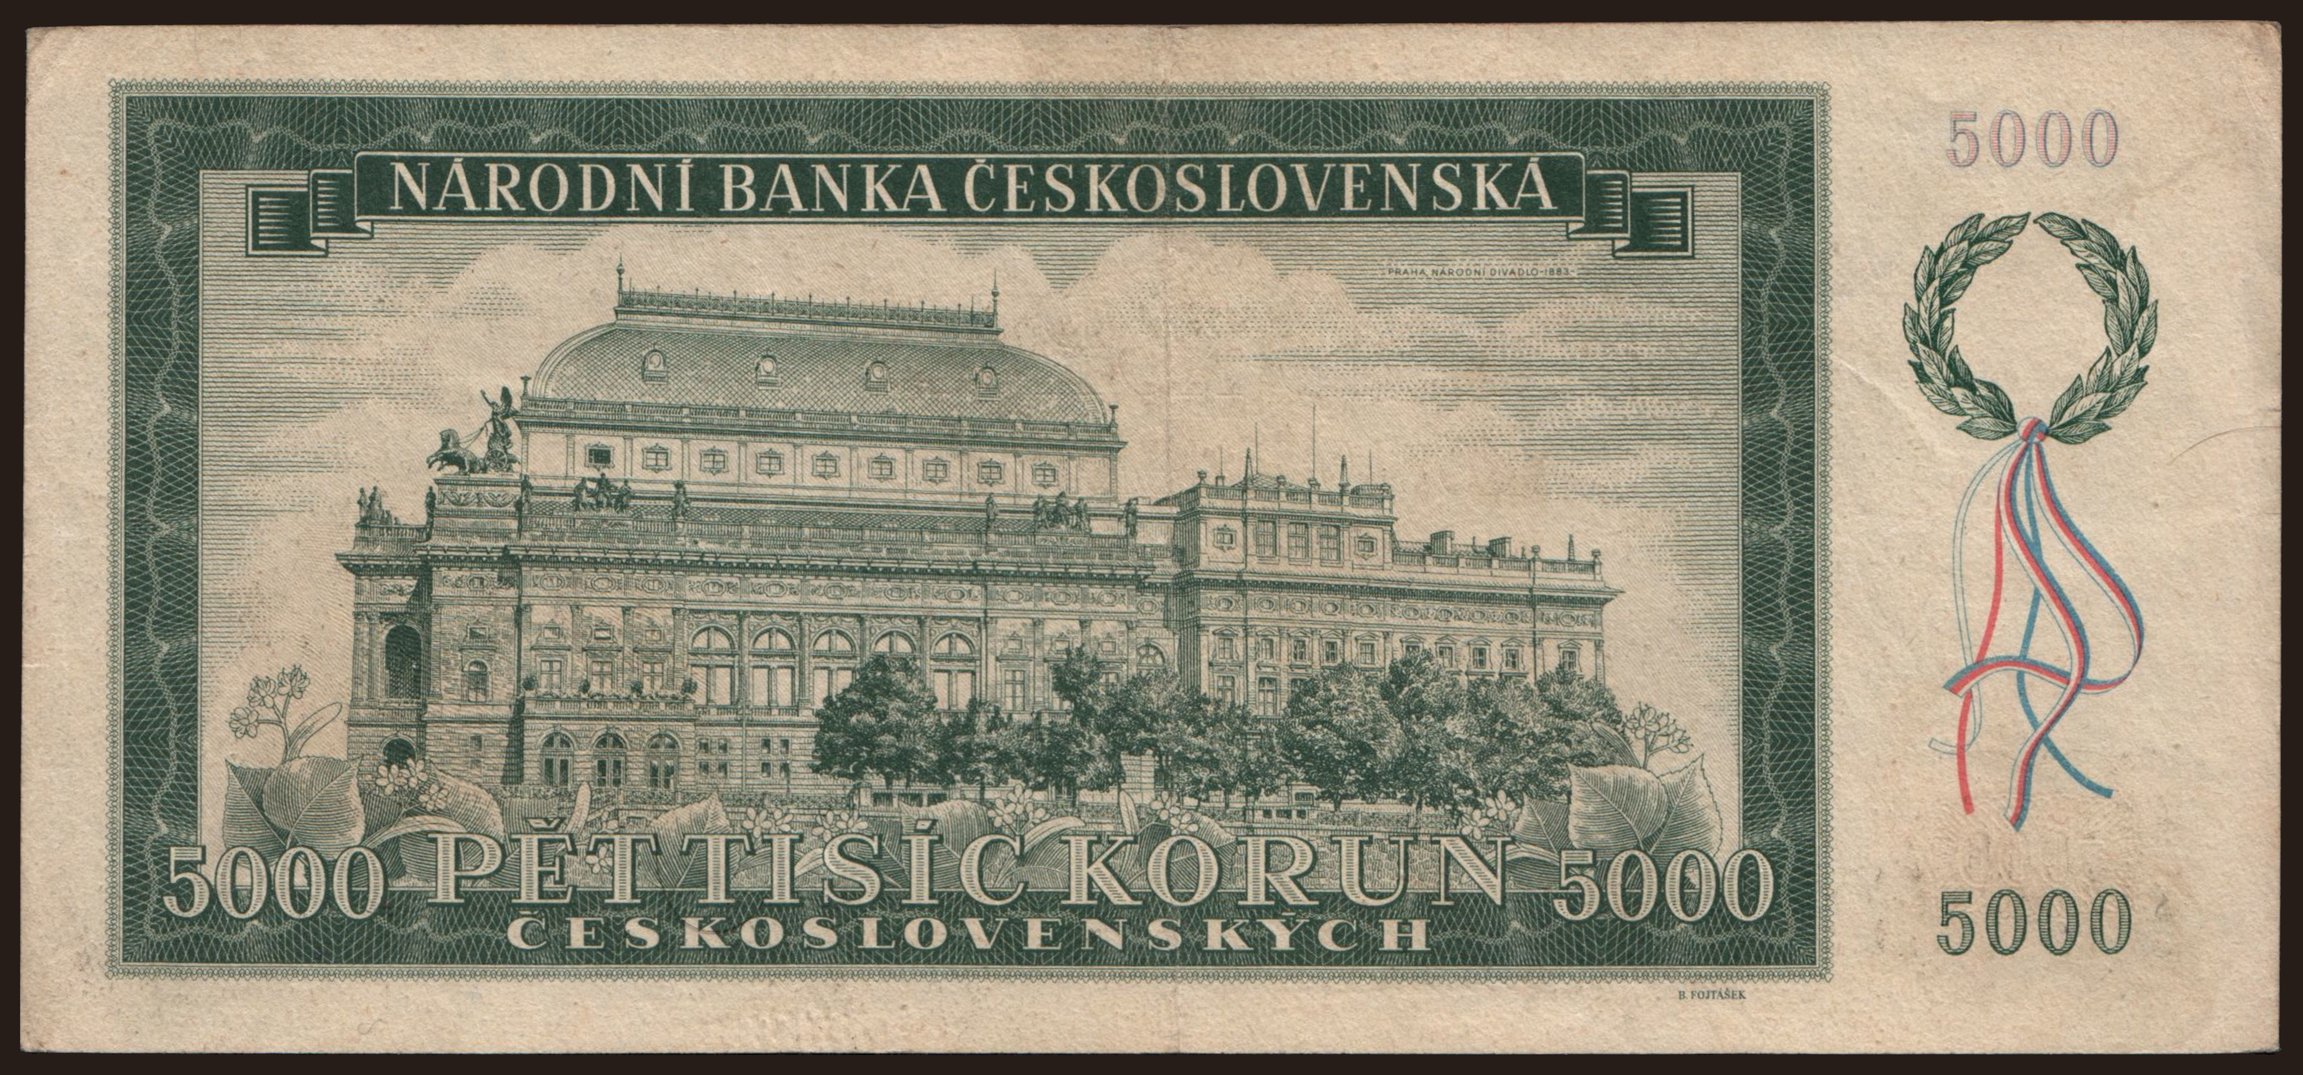 5000
NÁRODNÍ BANKA ČESKOSLOVENSKÁ
PRAHA, NÁRODNÍ DIVADLO-1883-
5000 PĚT TISÍC KORUN 5000
ČESKOSLOVENSKÝCH
5000
B. FOJTÁŠEK